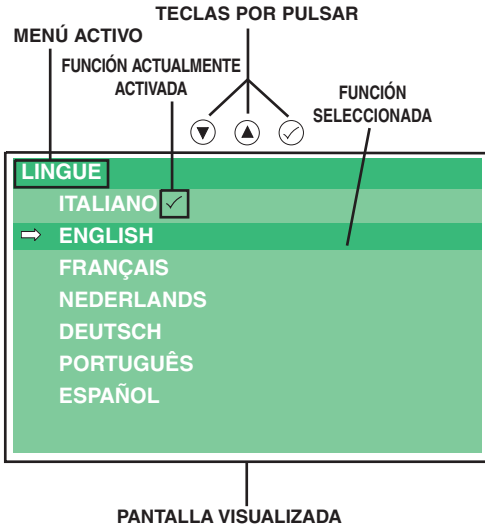 TECLAS POR PULSAR
MENÚ ACTIVO
FUNCIÓN ACTUALMENTE
ACTIVADA
FUNCIÓN
SELECCIONADA
LINGUE
ITALIANO
ENGLISH
FRANÇAIS
NEDERLANDS
DEUTSCH
PORTUGUÊS
ESPAÑOL
PANTALLA VISUALIZADA